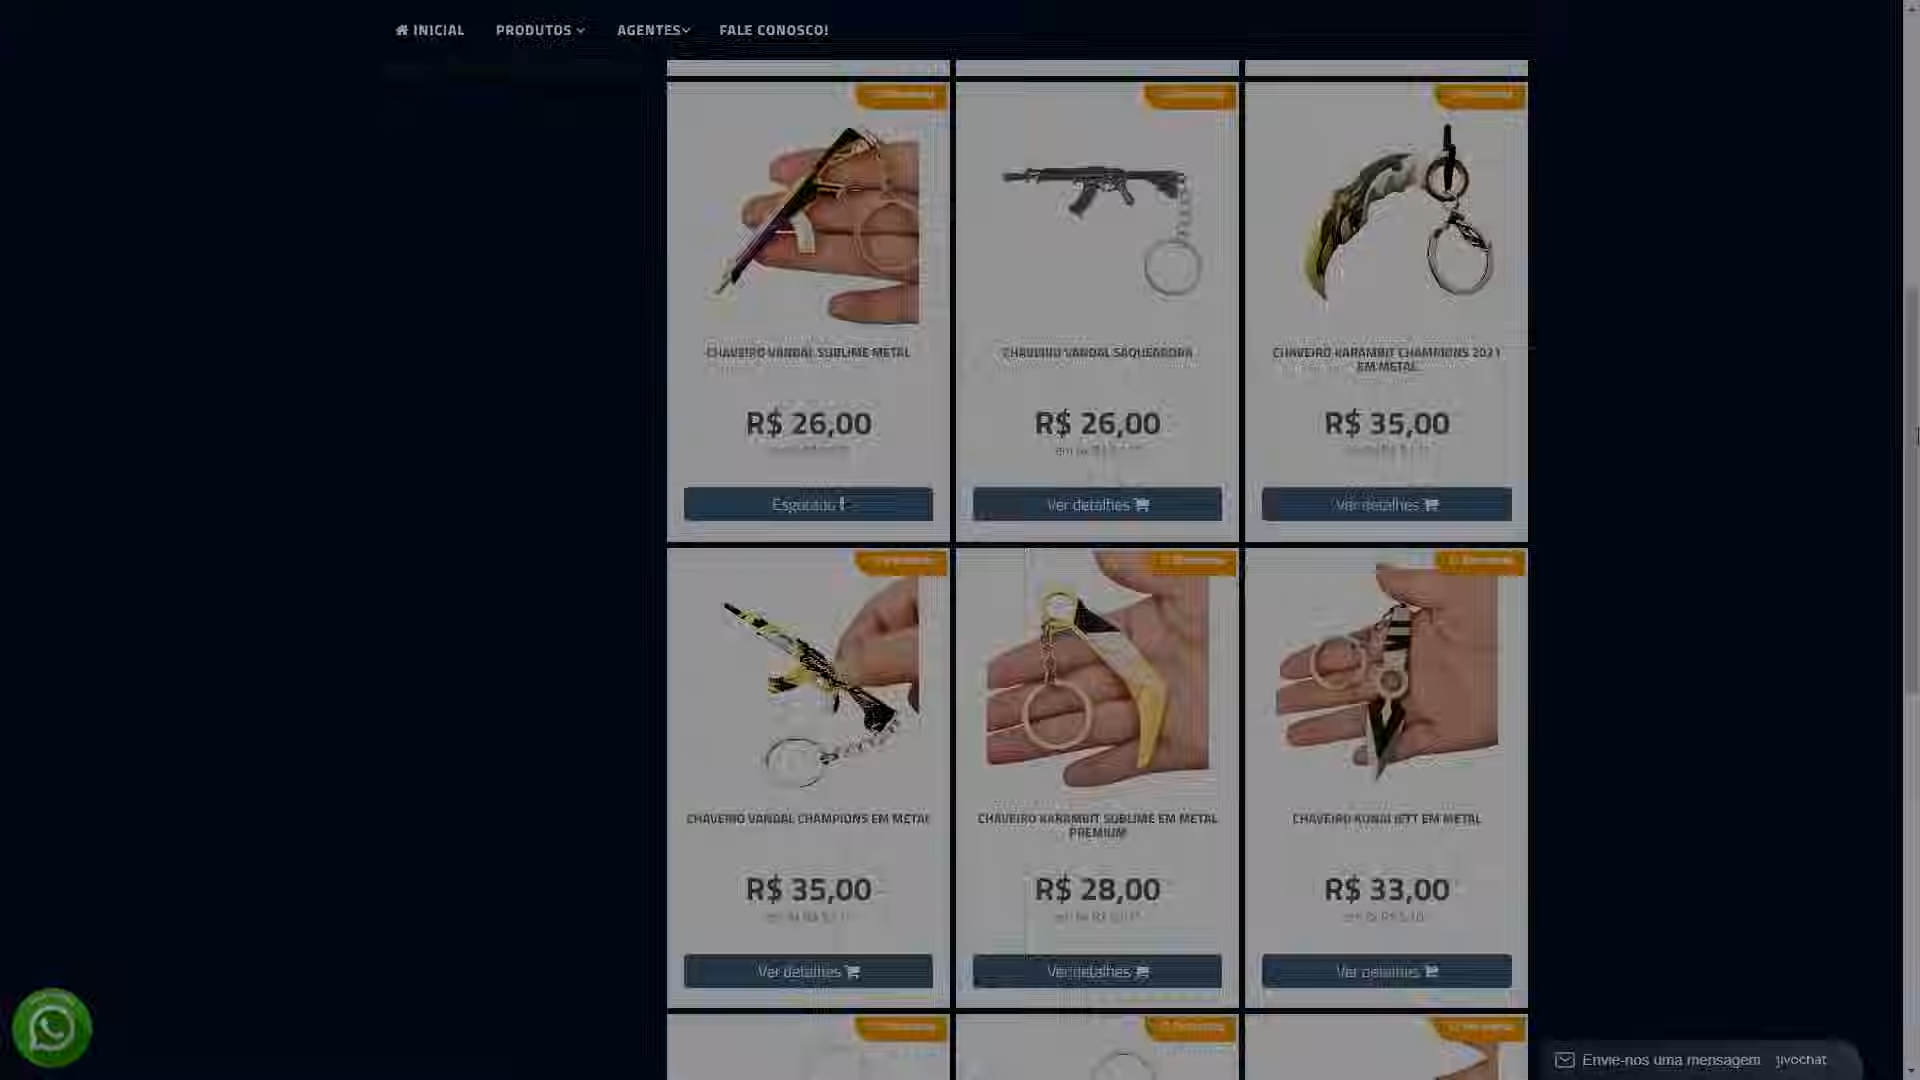 INICIAL PRODUTOS AGENTES FALE CONOSCO!
CHAVEIRO VANDAL SUBLIME METAL
CHAVEIRO VANDAL SAQUEADORA
CHAVEIRO KARAMBIT CHAMPIONS 2021
EM METAL
R$ 26,00
R$ 26,00
R$ 35,00
Esgotado
Ver detalhes
Ver detalhes
CHAVEIRO VANDAL CHAMPIONS EM METAL
CHAVEIRO KARAMBIT SUBLIME EM METAL
PREMIUM
CHAVEIRO KUNAI JETT EM METAL
R$ 35,00
R$ 28,00
R$ 33,00
Ver detalhes
Ver detalhes
Ver detalhes
Envie-nos uma mensagem jivochat